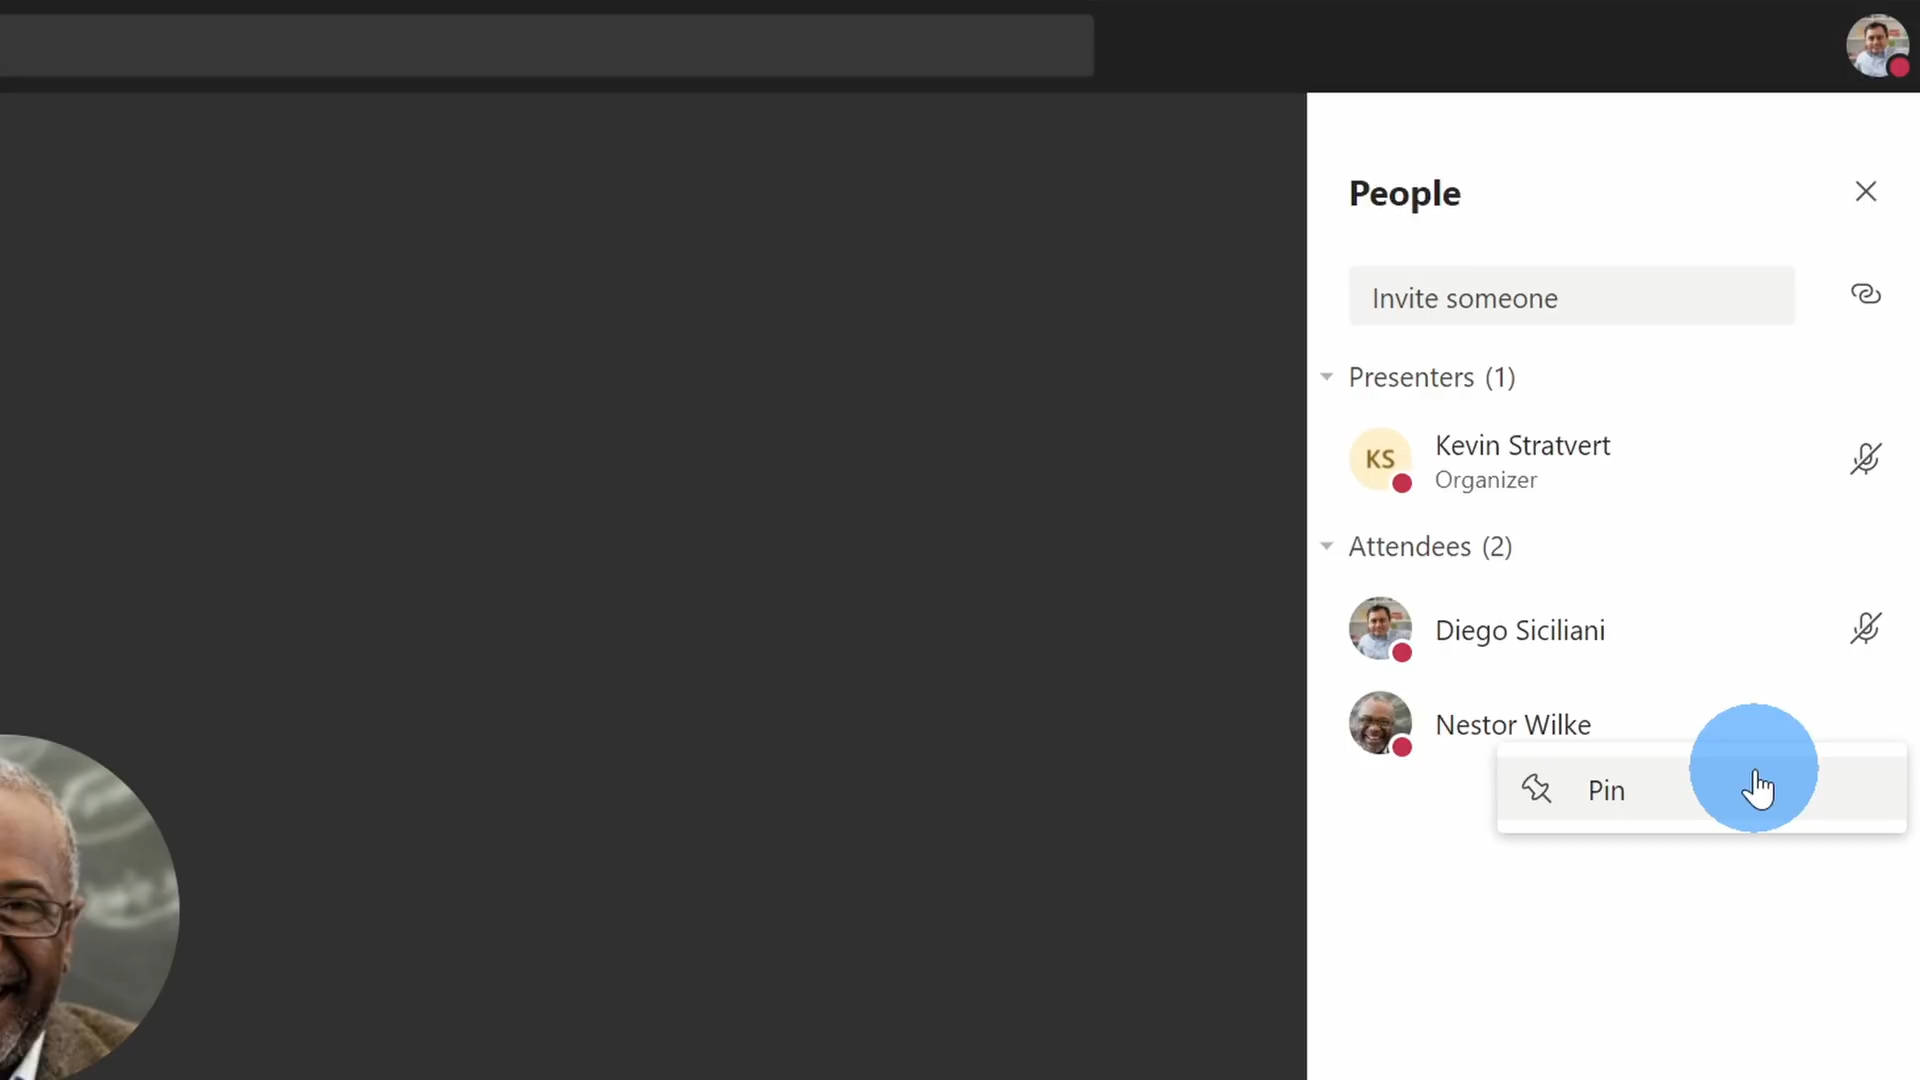 People
Invite someone
Presenters (1)
KS
Kevin Stratvert
Organizer
Attendees (2)
Diego Siciliani
Nestor Wilke
Pin